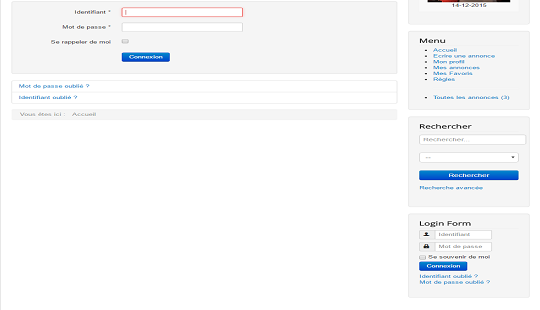 Identifiant *
Mot de passe *
Se rappeler de moi
Connexion
Mot de passe oublié ?
Identifiant oublié ?
Vous êtes ici : Accueil
14-12-2015
Menu
Accueil
Ecrire une annonce
Mon profil
Mes annonces
Mes Favoris
Règles
Toutes les annonces (3)
Rechercher
Rechercher...
---
Rechercher
Recherche avancée
Login Form
Identifiant
Mot de passe
Se souvenir de moi
Connexion
Identifiant oublié ?
Mot de passe oublié ?